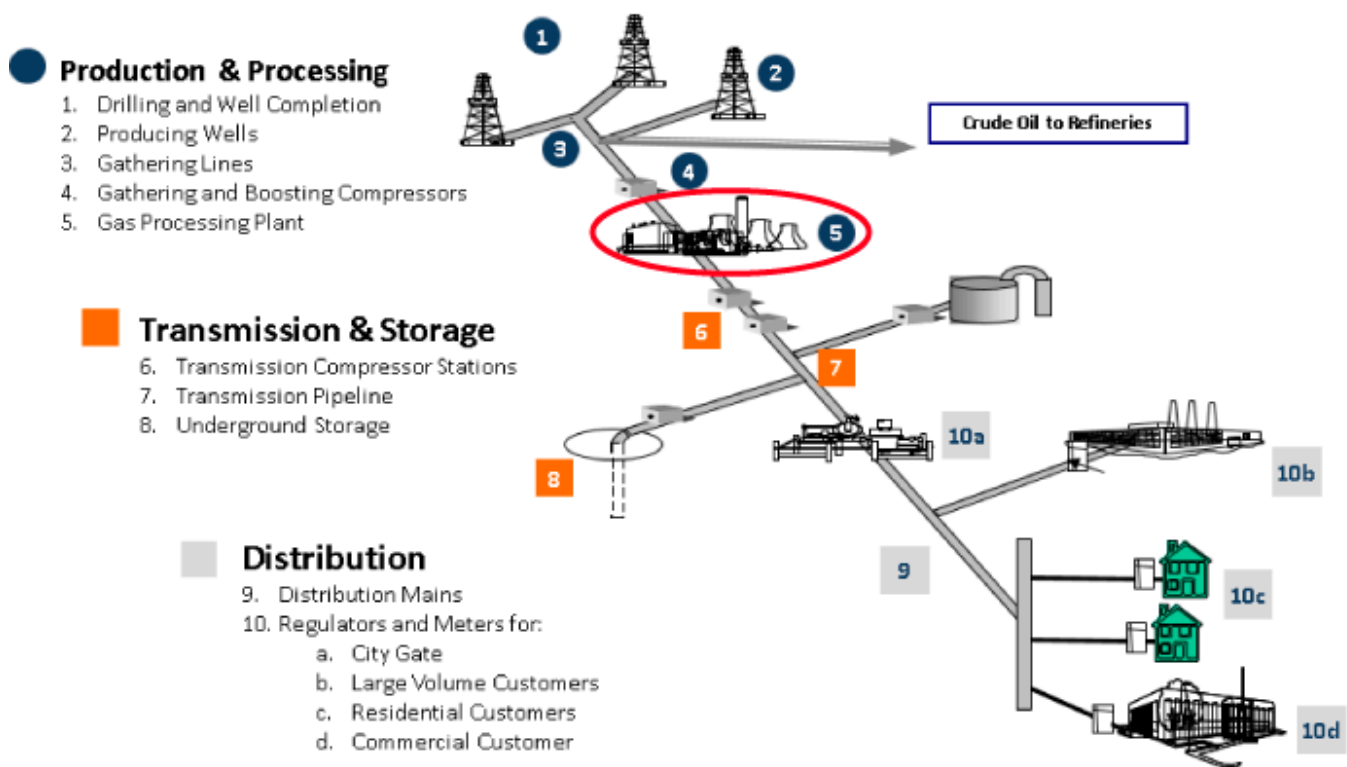 1
Production & Processing
1. Drilling and Well Completion
2. Producing Wells
3. Gathering Lines
4. Gathering and Boosting Compressors
5. Gas Processing Plant
2
Crude Oil to Refineries
3
4
5
Transmission & Storage
6. Transmission Compressor Stations
7. Transmission Pipeline
8. Underground Storage
6
7
8
10a
10b
Distribution
9. Distribution Mains
10. Regulators and Meters for:
a. City Gate
b. Large Volume Customers
c. Residential Customers
d. Commercial Customer
9
10c
10d